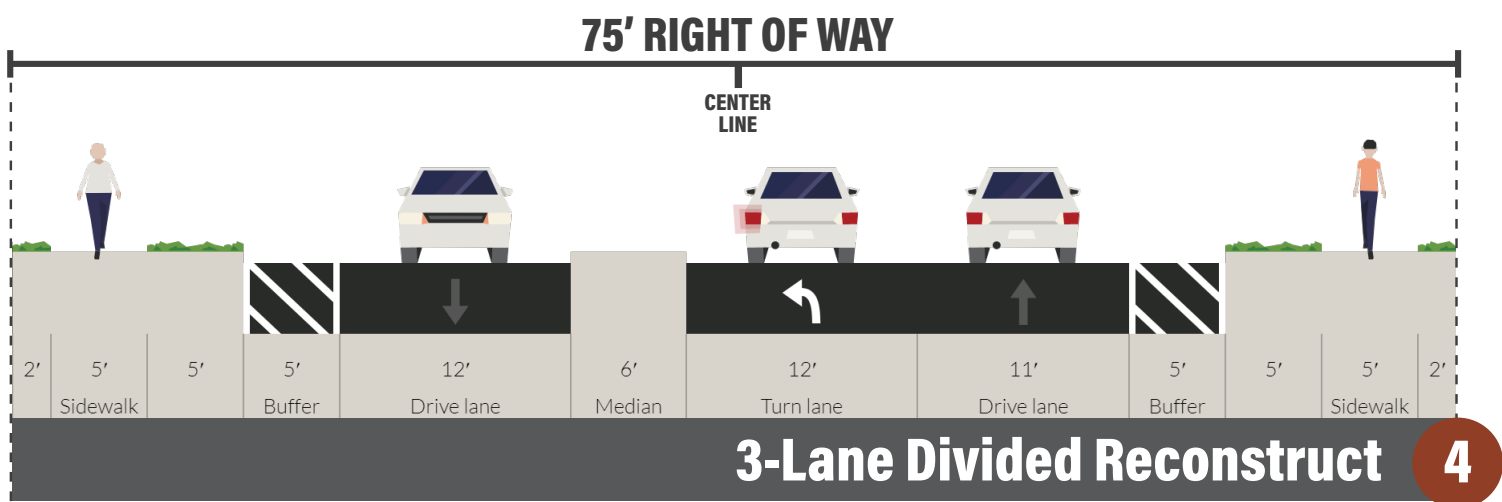 75′ RIGHT OF WAY
CENTER
LINE
2′ 5′ 5′ 5′ 12′ 6′ 12′ 11′ 5′ 5′ 5′ 2′
Sidewalk Buffer Drive lane Median Turn lane Drive lane Buffer Sidewalk
3-Lane Divided Reconstruct 4